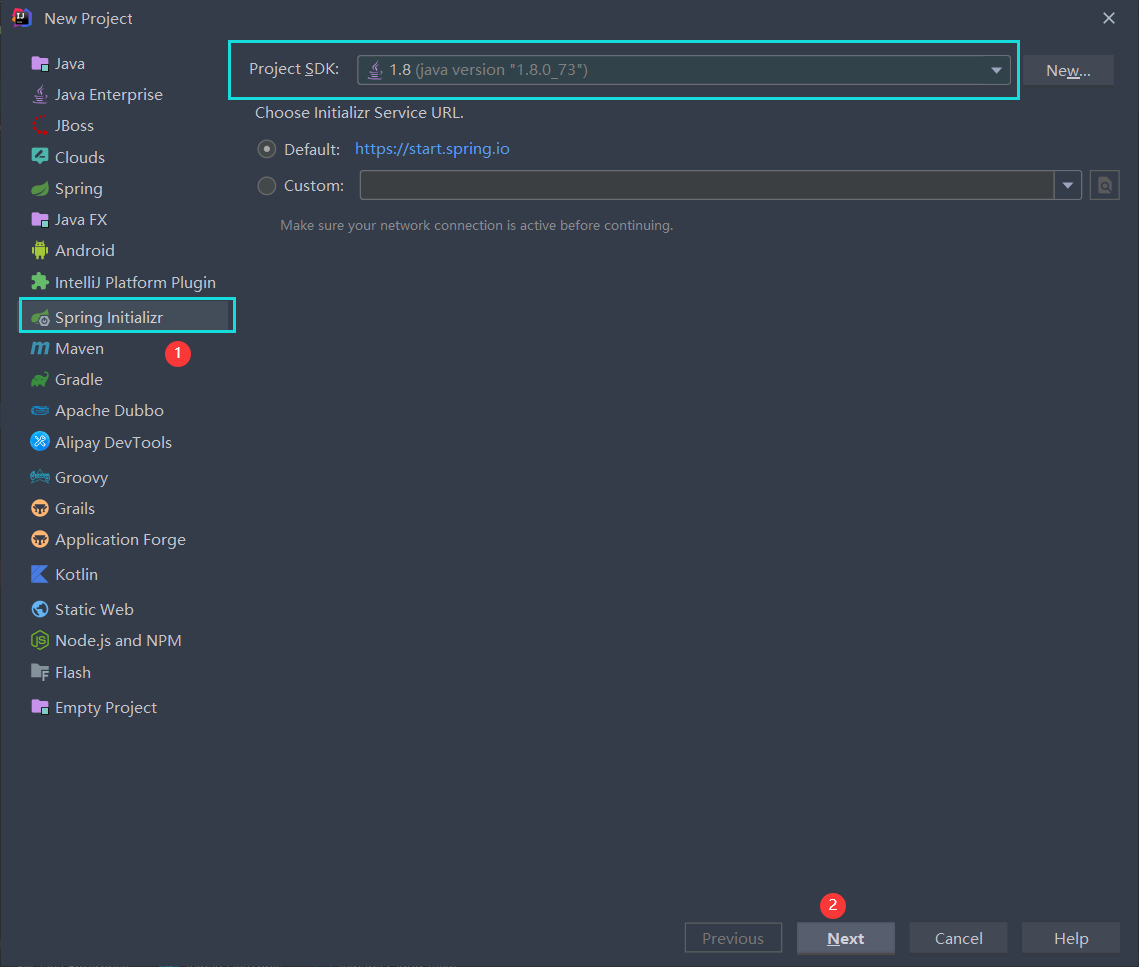 New Project
Java
Java Enterprise
JBoss
Clouds
Spring
Java FX
Android
IntelliJ Platform Plugin
Spring Initializr
1
Maven
Gradle
Apache Dubbo
Alipay DevTools
Groovy
Grails
Application Forge
Kotlin
Static Web
Node.js and NPM
Flash
Empty Project
Project SDK: 1.8 (java version "1.8.0_73") New...
Choose Initializr Service URL.
Default: https://start.spring.io
Custom:
Make sure your network connection is active before continuing.
2
Previous Next Cancel Help